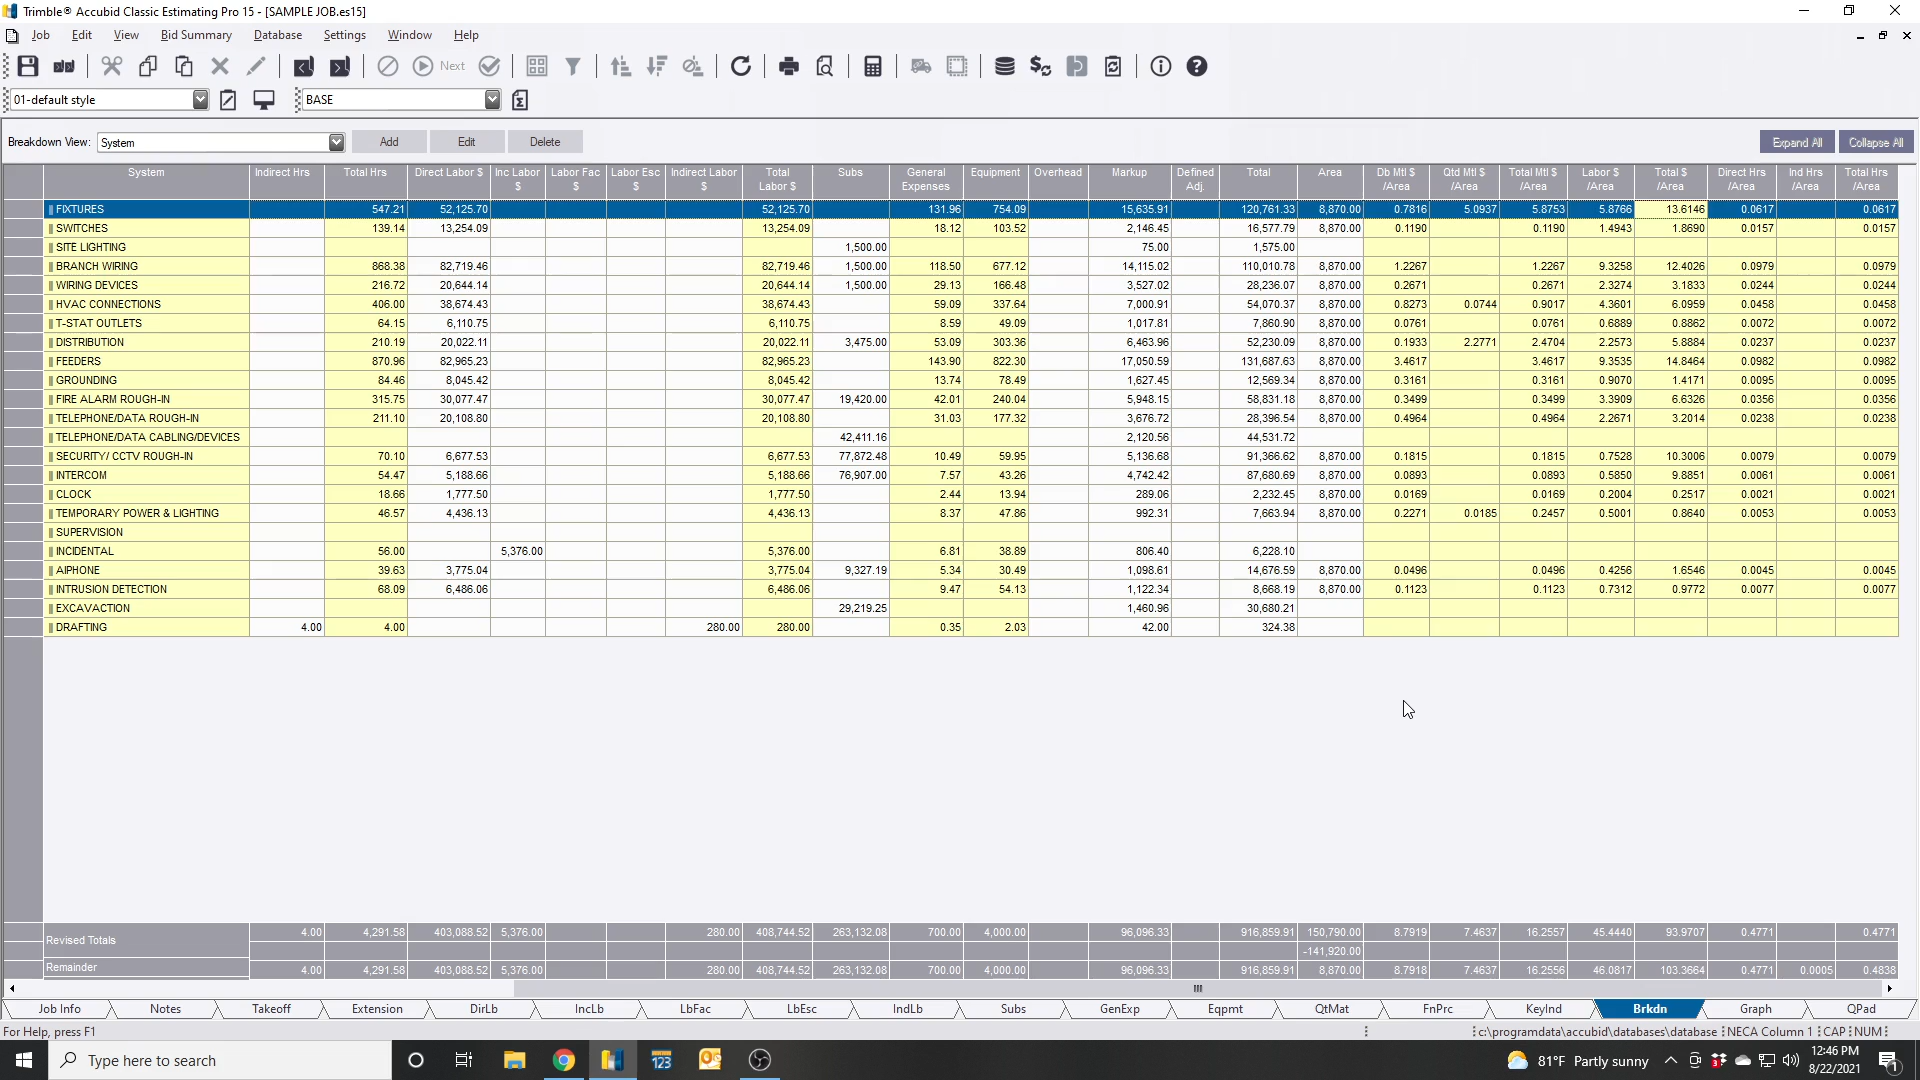 Trimble® Accubid Classic Estimating Pro 15 - [SAMPLE JOB.es15]
Job Edit View Bid Summary Database Settings Window Help
Next
01-default style BASE
Breakdown View: System Add Edit Delete Expand All Collapse All
System Indirect Hrs Total Hrs Direct Labor $ Inc Labor $ Labor Fac $ Labor Esc $ Indirect Labor $ Total Labor $ Subs General Expenses Equipment Overhead Markup Defined Adj. Total Area Db Mtl $ /Area Qtd Mtl $ /Area Total Mtl $ /Area Labor $ /Area Total $ /Area Direct Hrs /Area Ind Hrs /Area Total Hrs /Area
FIXTURES 547.21 52,125.70 52,125.70 131.96 754.09 15,635.91 120,761.33 8,870.00 0.7816 5.0937 5.8753 5.8766 13.6146 0.0617 0.0617
SWITCHES 139.14 13,254.09 13,254.09 18.12 103.52 2,146.45 16,577.79 8,870.00 0.1190 0.1190 1.4943 1.8690 0.0157 0.0157
SITE LIGHTING 1,500.00 75.00 1,575.00
BRANCH WIRING 868.38 82,719.46 82,719.46 1,500.00 118.50 677.12 14,115.02 110,010.78 8,870.00 1.2267 1.2267 9.3258 12.4026 0.0979 0.0979
WIRING DEVICES 216.72 20,644.14 20,644.14 1,500.00 29.13 166.48 3,527.02 28,236.07 8,870.00 0.2671 0.2671 2.3274 3.1833 0.0244 0.0244
HVAC CONNECTIONS 406.00 38,674.43 38,674.43 59.09 337.64 7,000.91 54,070.37 8,870.00 0.8273 0.0744 0.9017 4.3601 6.0959 0.0458 0.0458
T-STAT OUTLETS 64.15 6,110.75 6,110.75 8.59 49.09 1,017.81 7,860.90 8,870.00 0.0761 0.0761 0.6889 0.8862 0.0072 0.0072
DISTRIBUTION 210.19 20,022.11 20,022.11 3,475.00 53.09 303.36 6,463.96 52,230.09 8,870.00 0.1933 2.2771 2.4704 2.2573 5.8884 0.0237 0.0237
FEEDERS 870.96 82,965.23 82,965.23 143.90 822.30 17,050.59 131,687.63 8,870.00 3.4617 3.4617 9.3535 14.8464 0.0982 0.0982
GROUNDING 84.46 8,045.42 8,045.42 13.74 78.49 1,627.45 12,569.34 8,870.00 0.3161 0.3161 0.9070 1.4171 0.0095 0.0095
FIRE ALARM ROUGH-IN 315.75 30,077.47 30,077.47 19,420.00 42.01 240.04 5,948.15 58,831.18 8,870.00 0.3499 0.3499 3.3909 6.6326 0.0356 0.0356
TELEPHONE/DATA ROUGH-IN 211.10 20,108.80 20,108.80 31.03 177.32 3,676.72 28,396.54 8,870.00 0.4964 0.4964 2.2671 3.2014 0.0238 0.0238
TELEPHONE/DATA CABLING/DEVICES 42,411.16 2,120.56 44,531.72
SECURITY/ CCTV ROUGH-IN 70.10 6,677.53 6,677.53 77,872.48 10.49 59.95 5,136.68 91,366.62 8,870.00 0.1815 0.1815 0.7528 10.3006 0.0079 0.0079
INTERCOM 54.47 5,188.66 5,188.66 76,907.00 7.57 43.26 4,742.42 87,680.69 8,870.00 0.0893 0.0893 0.5850 9.8851 0.0061 0.0061
CLOCK 18.66 1,777.50 1,777.50 2.44 13.94 289.06 2,232.45 8,870.00 0.0169 0.0169 0.2004 0.2517 0.0021 0.0021
TEMPORARY POWER & LIGHTING 46.57 4,436.13 4,436.13 8.37 47.86 992.31 7,663.94 8,870.00 0.2271 0.0185 0.2457 0.5001 0.8640 0.0053 0.0053
SUPERVISION
INCIDENTAL 56.00 5,376.00 5,376.00 6.81 38.89 806.40 6,228.10
AIPHONE 39.63 3,775.04 3,775.04 9,327.19 5.34 30.49 1,098.61 14,676.59 8,870.00 0.0496 0.0496 0.4256 1.6546 0.0045 0.0045
INTRUSION DETECTION 68.09 6,486.06 6,486.06 9.47 54.13 1,122.34 8,668.19 8,870.00 0.1123 0.1123 0.7312 0.9772 0.0077 0.0077
EXCAVACTION 29,219.25 1,460.96 30,680.21
DRAFTING 4.00 4.00 280.00 280.00 0.35 2.03 42.00 324.38
Revised Totals 4.00 4,291.58 403,088.52 5,376.00 280.00 408,744.52 263,132.08 700.00 4,000.00 96,096.33 916,859.91 150,790.00 8.7919 7.4637 16.2557 45.4440 93.9707 0.4771 0.4771
-141,920.00
Remainder 4.00 4,291.58 403,088.52 5,376.00 280.00 408,744.52 263,132.08 700.00 4,000.00 96,096.33 916,859.91 8,870.00 8.7918 7.4637 16.2556 46.0817 103.3664 0.4771 0.0005 0.4838
Job Info Notes Takeoff Extension DirLb IncLb LbFac LbEsc IndLb Subs GenExp Eqpmt QtMat FnPrc KeyInd Brkdn Graph QPad
For Help, press F1 c:\programdata\accubid\databases\database NECA Column 1 CAP NUM
Type here to search 123 81°F Partly sunny 12:46 PM
8/22/2021 1